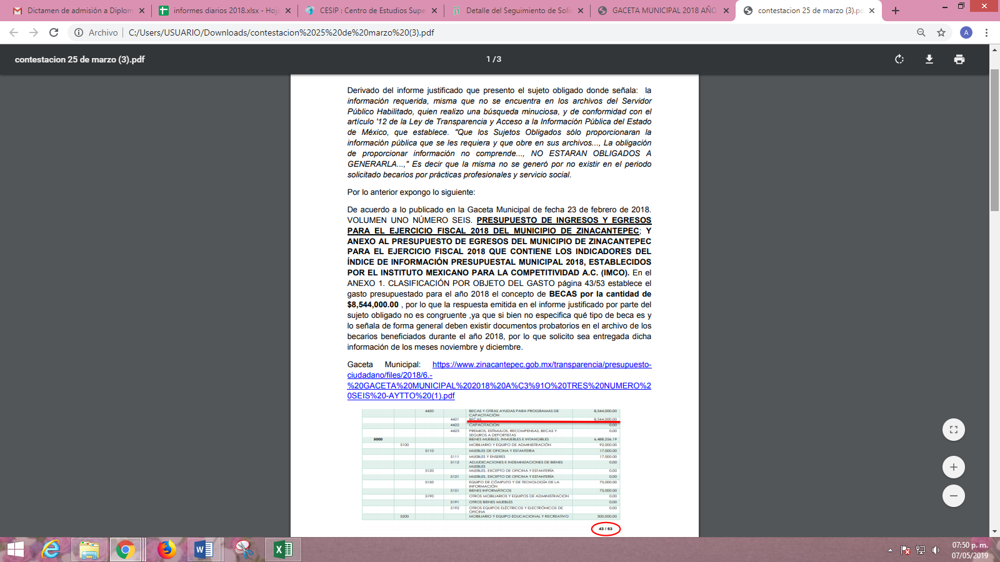 Dictamen de admisión a Diplom
informes diarios 2018.xlsx - Hoja
CESIP : Centro de Estudios Supe
Detalle del Seguimiento de Solic
GACETA MUNICIPAL 2018 AÑO
contestacion 25 de marzo (3).pdf
Archivo C:/Users/USUARIO/Downloads/contestacion%2025%20de%20marzo%20(3).pdf
A
contestacion 25 de marzo (3).pdf
1 / 3
Derivado del informe justificado que presento el sujeto obligado donde señala: la
información requerida, misma que no se encuentra en los archivos del Servidor
Público Habilitado, quien realizo una búsqueda minuciosa, y de conformidad con el
artículo '12 de la Ley de Transparencia y Acceso a la Información Pública del Estado
de México, que establece. "Que los Sujetos Obligados sólo proporcionaran la
información pública que se les requiera y que obre en sus archivos..., La obligación
de proporcionar información no comprende..., NO ESTARAN OBLIGADOS A
GENERARLA...," Es decir que la misma no se generó por no existir en el periodo
solicitado becarios por prácticas profesionales y servicio social.
Por lo anterior expongo lo siguiente:
De acuerdo a lo publicado en la Gaceta Municipal de fecha 23 de febrero de 2018.
VOLUMEN UNO NÚMERO SEIS. PRESUPUESTO DE INGRESOS Y EGRESOS
PARA EL EJERCICIO FISCAL 2018 DEL MUNICIPIO DE ZINACANTEPEC; Y
ANEXO AL PRESUPUESTO DE EGRESOS DEL MUNICIPIO DE ZINACANTEPEC
PARA EL EJERCICIO FISCAL 2018 QUE CONTIENE LOS INDICADORES DEL
ÍNDICE DE INFORMACIÓN PRESUPUESTAL MUNICIPAL 2018, ESTABLECIDOS
POR EL INSTITUTO MEXICANO PARA LA COMPETITIVIDAD A.C. (IMCO). En el
ANEXO 1. CLASIFICACIÓN POR OBJETO DEL GASTO página 43/53 establece el
gasto presupuestado para el año 2018 el concepto de BECAS por la cantidad de
$8,544,000.00 , por lo que la respuesta emitida en el informe justificado por parte del
sujeto obligado no es congruente ,ya que si bien no especifica qué tipo de beca es y
lo señala de forma general deben existir documentos probatorios en el archivo de los
becarios beneficiados durante el año 2018, por lo que solicito sea entregada dicha
información de los meses noviembre y diciembre.
Gaceta Municipal: https://www.zinacantepec.gob.mx/transparencia/presupuesto-
ciudadano/files/2018/6.-
%20GACETA%20MUNICIPAL%202018%20A%C3%91O%20TRES%20NUMERO%2
0SEIS%20-AYTTO%20(1).pdf
4420 BECAS Y OTRAS AYUDAS PARA PROGRAMAS DE 8,544,000.00
CAPACITACIÓN
4421 BECAS 8,544,000.00
4422 CAPACITACIÓN 0.00
4423 PREMIOS, ESTÍMULOS, RECOMPENSAS, BECAS Y 0.00
SEGUROS A DEPORTISTAS
5000 BIENES MUEBLES, INMUEBLES E INTANGIBLES 6,488,256.19
5100 MOBILIARIO Y EQUIPO DE ADMINISTRACIÓN 92,000.00
5110 MUEBLES DE OFICINA Y ESTANTERÍA 17,000.00
5111 MUEBLES Y ENSERES 17,000.00
5112 ADJUDICACIONES E INDEMNIZACIONES DE BIENES 0.00
MUEBLES
5120 MUEBLES, EXCEPTO DE OFICINA Y ESTANTERÍA 0.00
5121 MUEBLES, EXCEPTO DE OFICINA Y ESTANTERÍA 0.00
5150 EQUIPO DE CÓMPUTO Y DE TECNOLOGÍA DE LA 75,000.00
INFORMACIÓN
5151 BIENES INFORMÁTICOS 75,000.00
5190 OTROS MOBILIARIOS Y EQUIPOS DE ADMINISTRACION 0.00
5191 OTROS BIENES MUEBLES 0.00
5192 OTROS EQUIPOS ELÉCTRICOS Y ELECTRÓNICOS DE 0.00
OFICINA
5200 MOBILIARIO Y EQUIPO EDUCACIONAL Y RECREATIVO 300,000.00
43 / 53
07:50 p. m.
07/05/2019